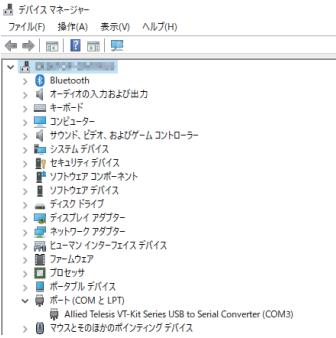 デバイス マネージャー
ファイル(F) 操作(A) 表示(V) ヘルプ(H)
Bluetooth
オーディオの入力および出力
キーボード
コンピューター
サウンド、ビデオ、およびゲーム コントローラー
システム デバイス
セキュリティ デバイス
ソフトウェア コンポーネント
ソフトウェア デバイス
ディスク ドライブ
ディスプレイ アダプター
ネットワーク アダプター
ヒューマン インターフェイス デバイス
ファームウェア
プロセッサ
ポータブル デバイス
ポート (COM と LPT)
Allied Telesis VT-Kit Series USB to Serial Converter (COM3)
マウスとそのほかのポインティング デバイス